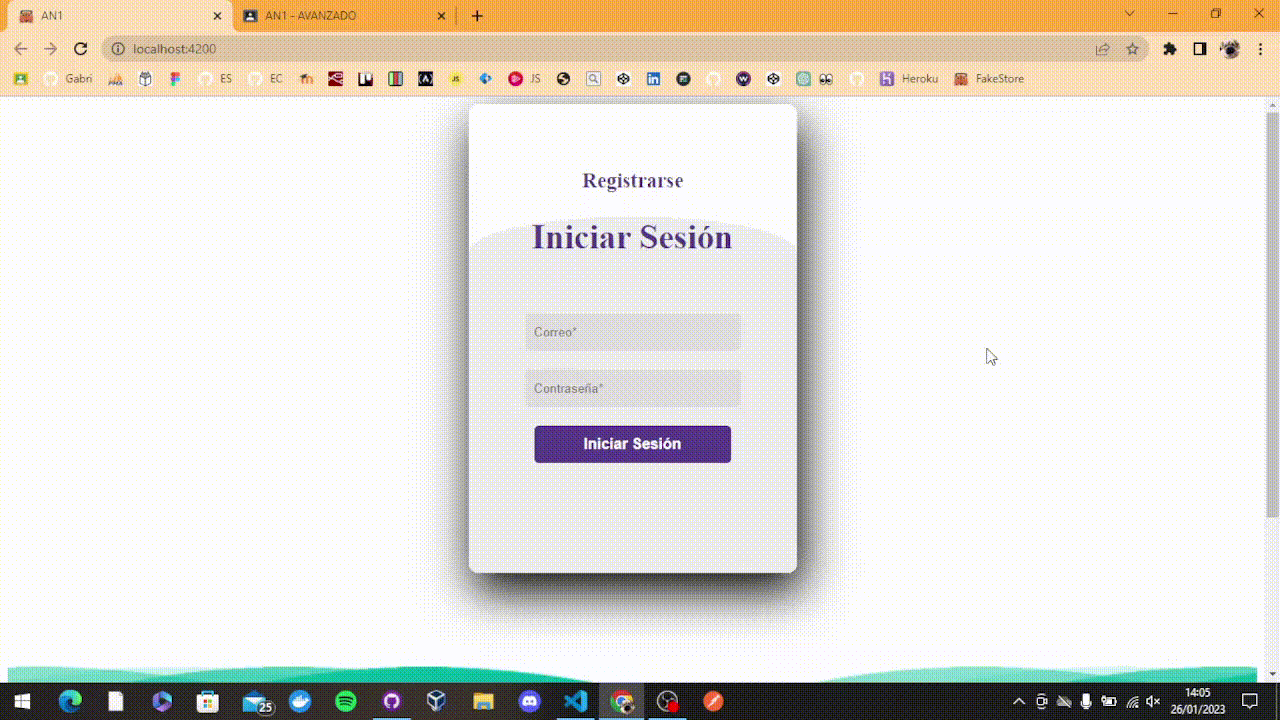 AN1
AN1 - AVANZADO
localhost:4200
Gabri
ES
EC
JS
JS
Heroku
FakeStore
Registrarse
Iniciar Sesión
Correo*
Contraseña*
Iniciar Sesión
25
14:05
26/01/2023